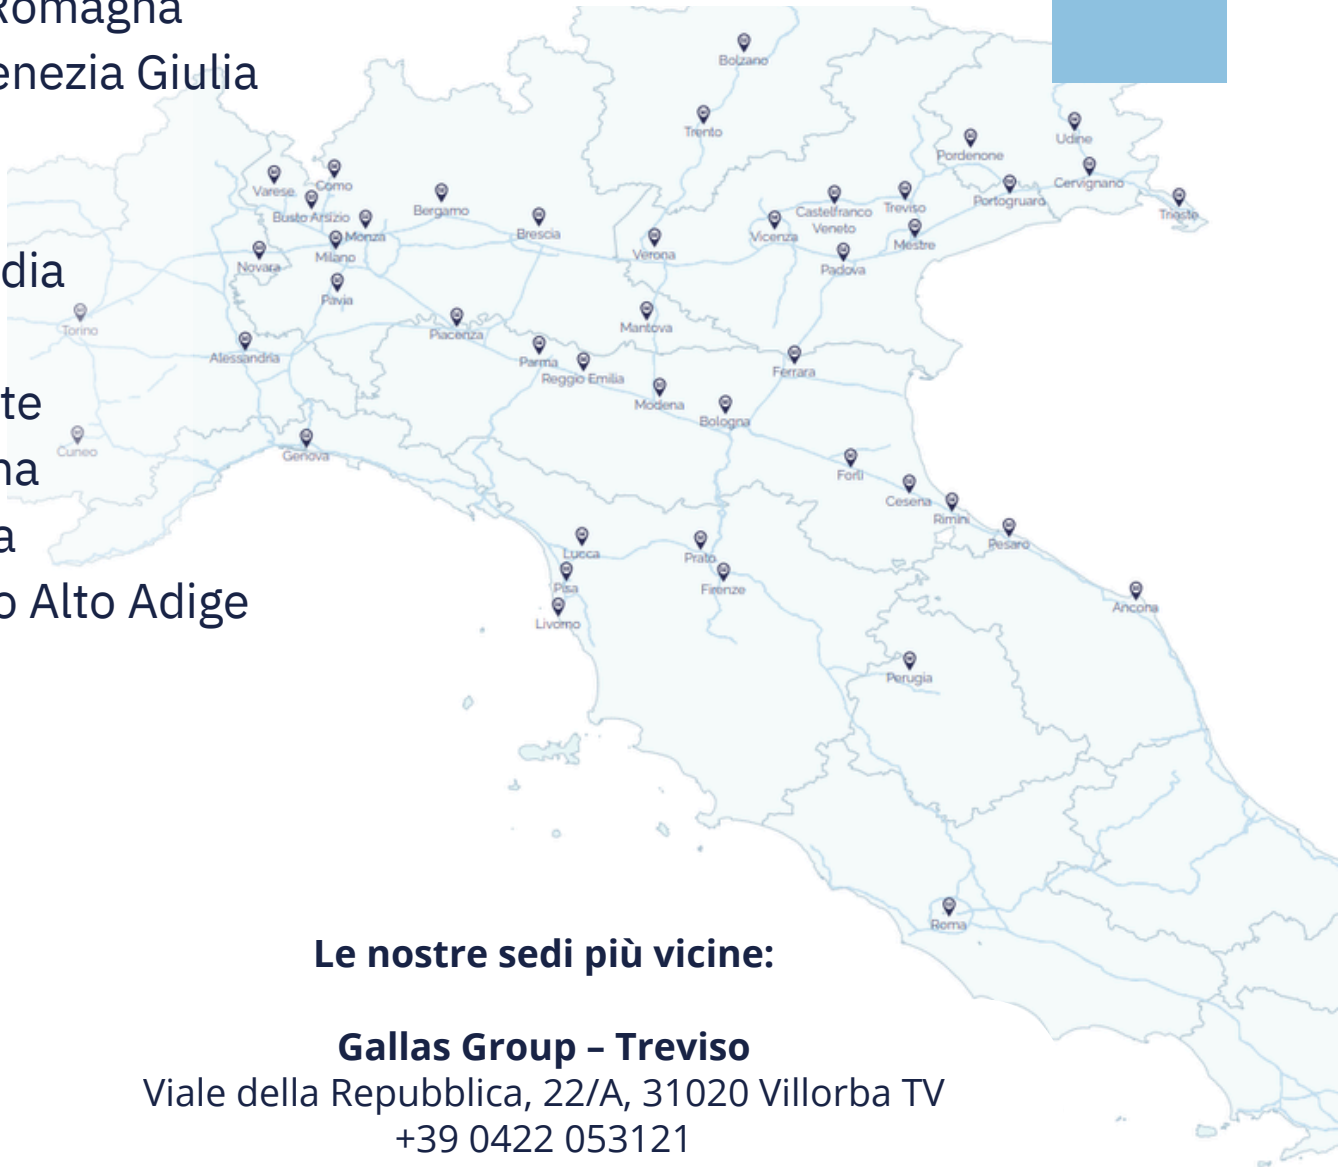 Romagna
enezia Giulia
dia
te
na
a
o Alto Adige
Bolzano
Trento
Udine
Pordenone
Cervignano
Portogruaro
Trieste
Varese
Como
Busto Arsizio
Monza
Bergamo
Brescia
Novara
Milano
Pavia
Verona
Vicenza
Castelfranco
Veneto
Treviso
Mestre
Padova
Torino
Alessandria
Piacenza
Mantova
Parma
Reggio Emilia
Ferrara
Modena
Bologna
Cuneo
Genova
Forlì
Cesena
Rimini
Pesaro
Lucca
Prato
Pisa
Firenze
Livorno
Ancona
Perugia
Roma
Le nostre sedi più vicine:
Gallas Group – Treviso
Viale della Repubblica, 22/A, 31020 Villorba TV
+39 0422 053121